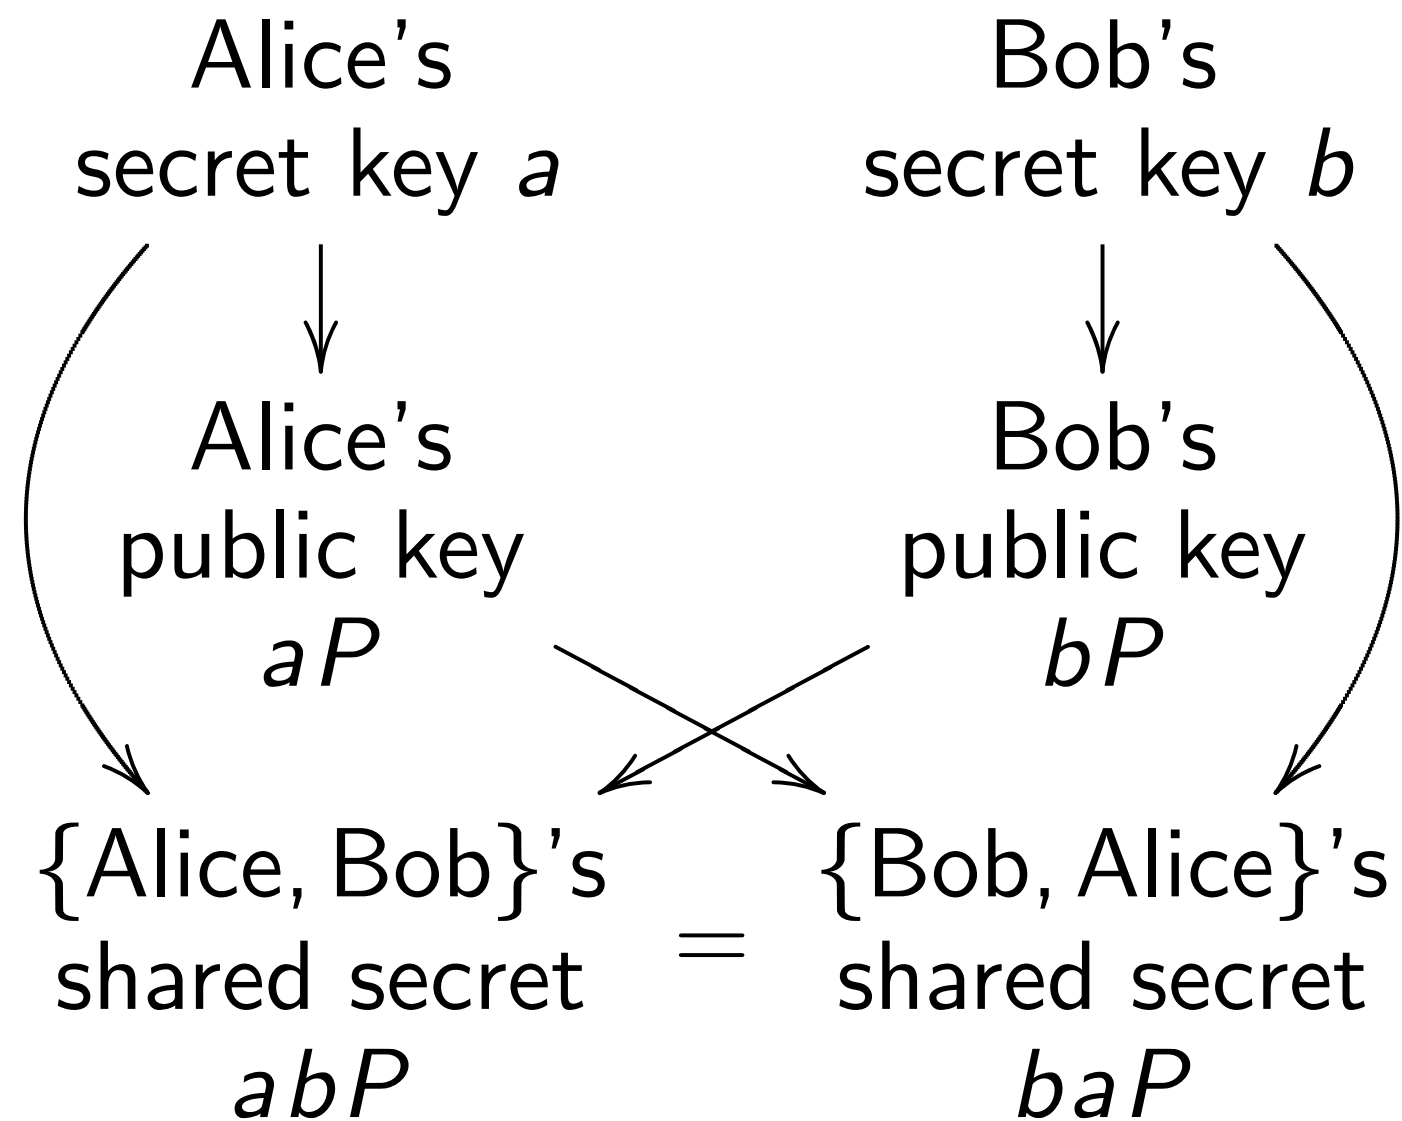 Alice’s
secret key a
Bob’s
secret key b
Alice’s
public key
aP
Bob’s
public key
bP
{Alice, Bob}’s
shared secret
abP
=
{Bob, Alice}’s
shared secret
baP